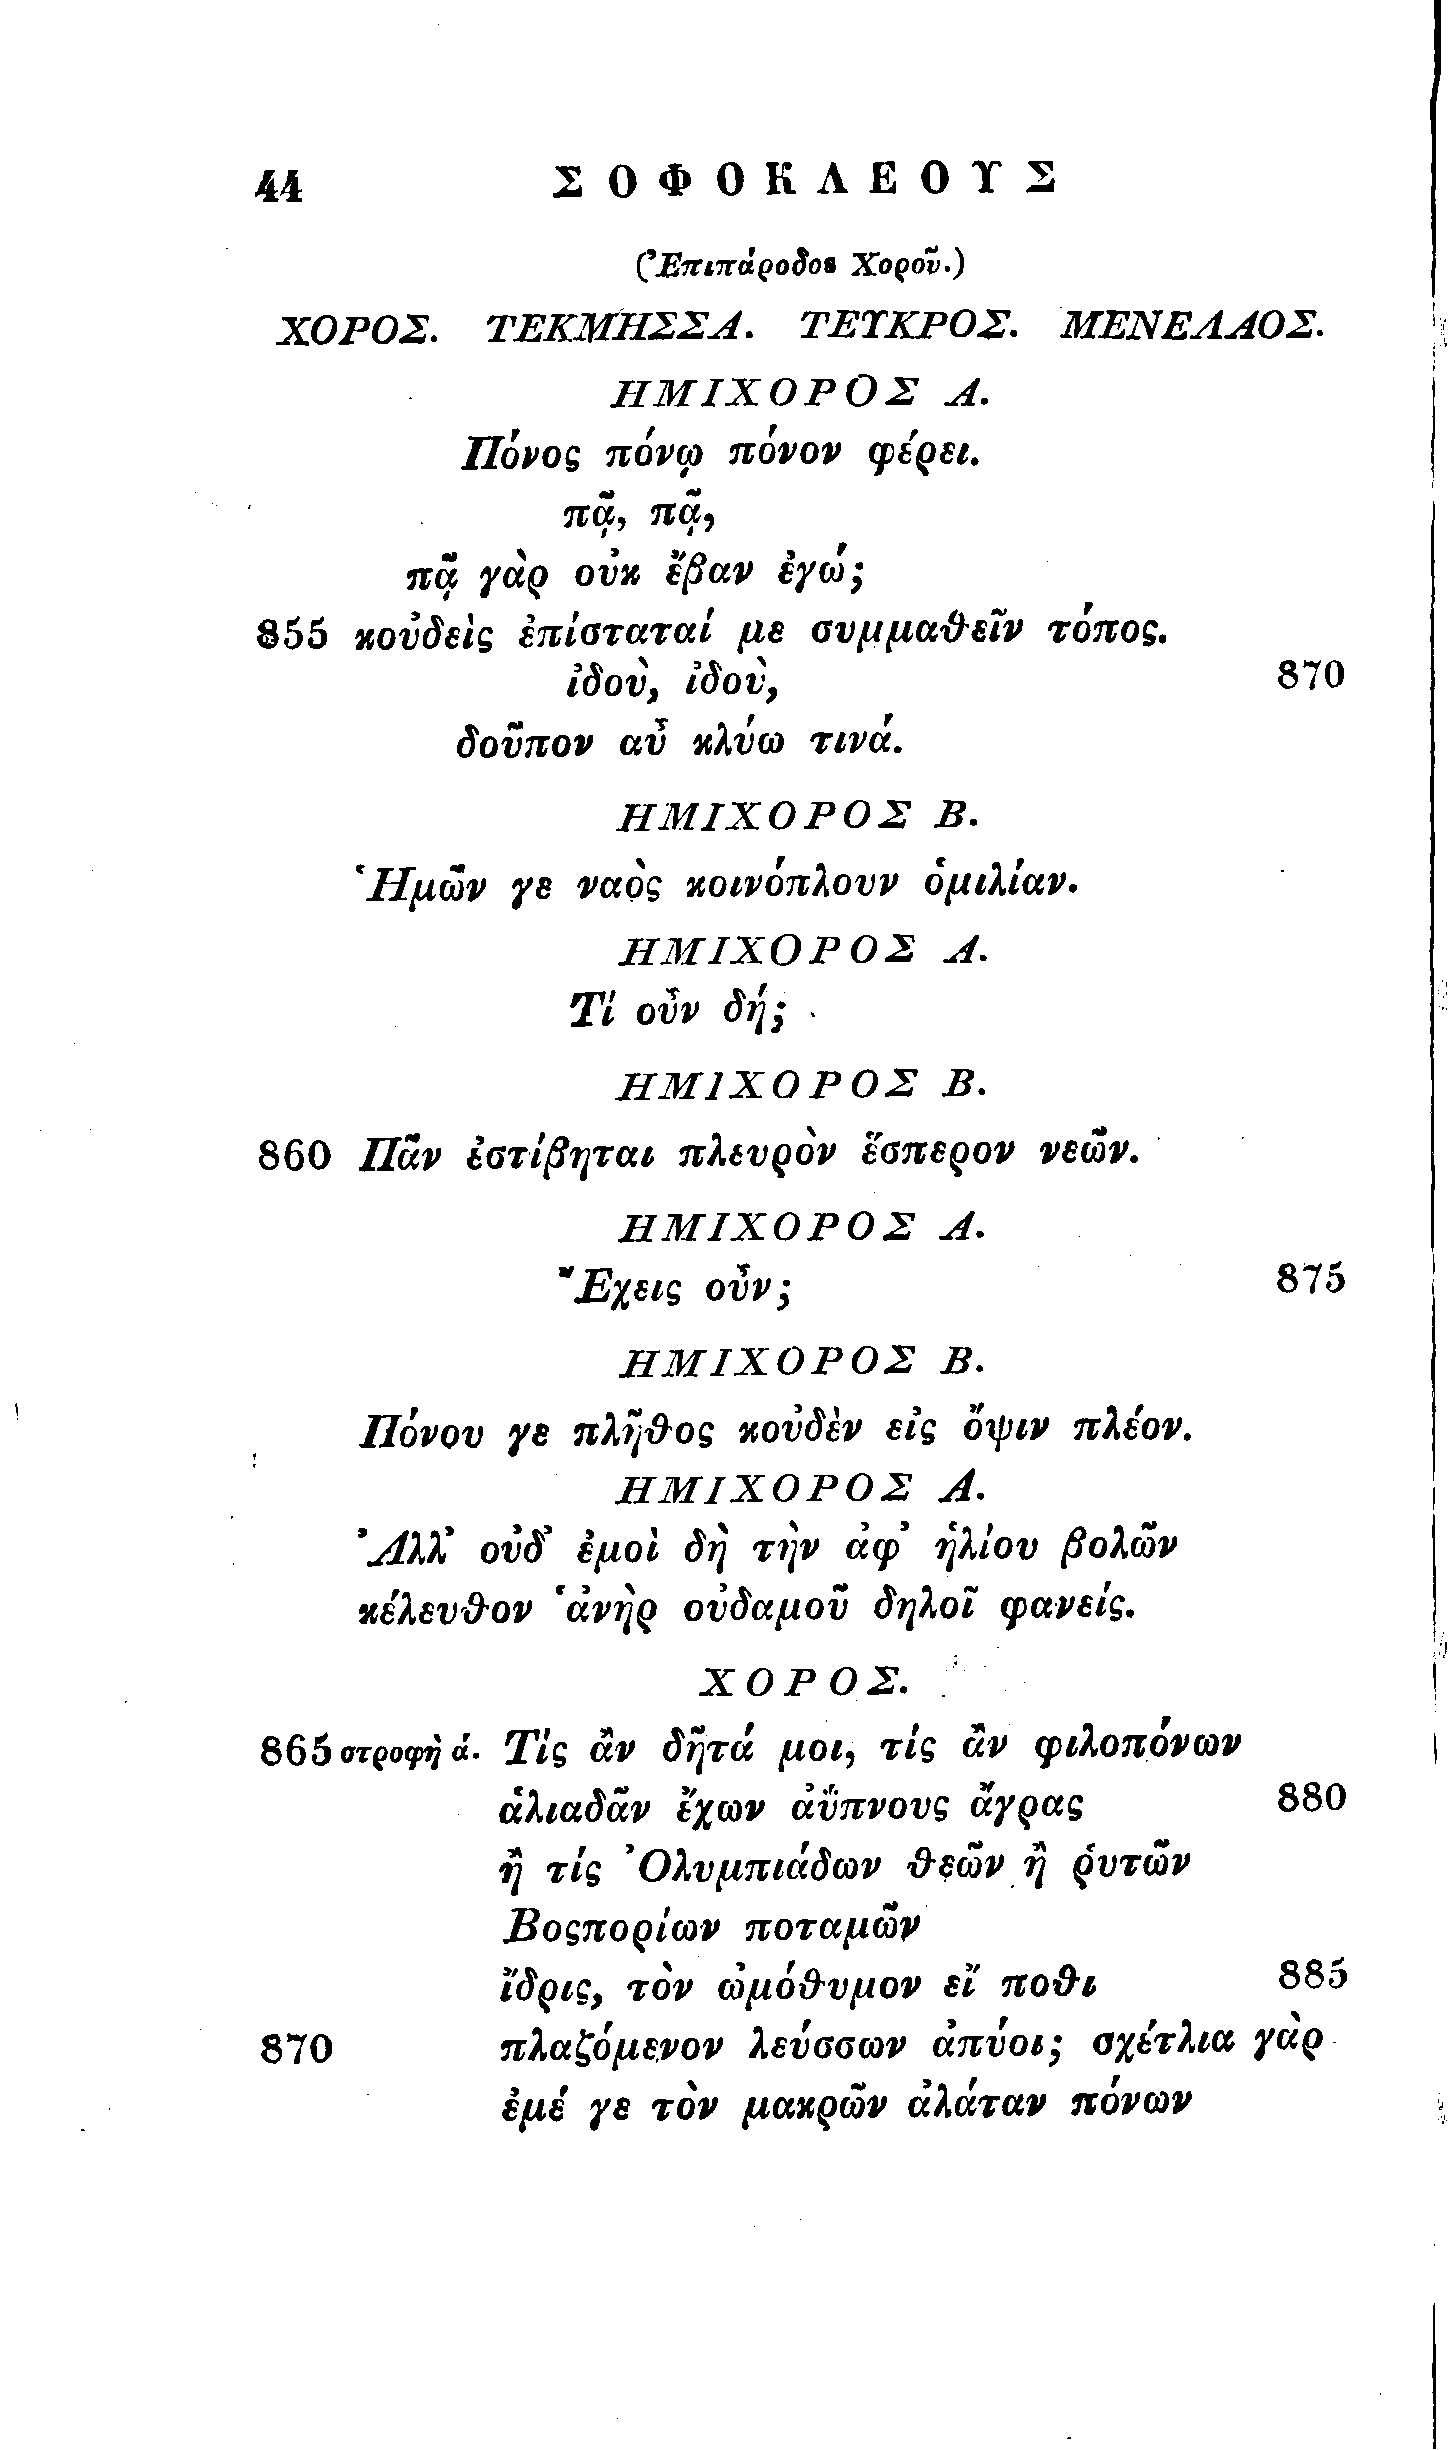 44 ΣΟΦΟΚΛΕΟΥΣ
(Ἐπιπάροδος Χοροῦ.)
ΧΟΡΟΣ. ΤΕΚΜΗΣΣΑ. ΤΕΥΚΡΟΣ. ΜΕΝΕΛΑΟΣ.
ΗΜΙΧΟΡΟΣ Α.
Πόνος πόνῳ πόνον φέρει.
πᾷ, πᾷ,
πᾷ γὰρ οὐκ ἔβαν ἐγώ;
855 κοὐδεὶς ἐπίσταταί με συμμαθεῖν τόπος.
ἰδοὺ, ἰδοὺ, 870
δοῦπον αὖ κλύω τινά.
ΗΜΙΧΟΡΟΣ Β.
Ἡμῶν γε ναὸς κοινόπλουν ὁμιλίαν.
ΗΜΙΧΟΡΟΣ Α.
Τί οὖν δή;
ΗΜΙΧΟΡΟΣ Β.
860 Πᾶν ἐστίβηται πλευρὸν ἕσπερον νεῶν.
ΗΜΙΧΟΡΟΣ Α.
Ἔχεις οὖν; 875
ΗΜΙΧΟΡΟΣ Β.
Πόνου γε πλῆθος κοὐδὲν εἰς ὄψιν πλέον.
ΗΜΙΧΟΡΟΣ Α.
Ἀλλ' οὐδ' ἐμοὶ δὴ τὴν ἀφ' ἡλίου βολῶν
κέλευθον ἁνὴρ οὐδαμοῦ δηλοῖ φανείς.
ΧΟΡΟΣ.
865 στροφὴ ά. Τίς ἂν δῆτά μοι, τίς ἂν φιλοπόνων
ἁλιαδᾶν ἔχων ἀΰπνους ἄγρας 880
ἢ τίς Ὀλυμπιάδων θεῶν ἢ ῥυτῶν
Βοςπορίων ποταμῶν
ἴδρις, τὸν ὠμόθυμον εἴ ποθι 885
870 πλαζόμενον λεύσσων ἀπύοι; σχέτλια γὰρ
ἐμέ γε τὸν μακρῶν ἀλάταν πόνων